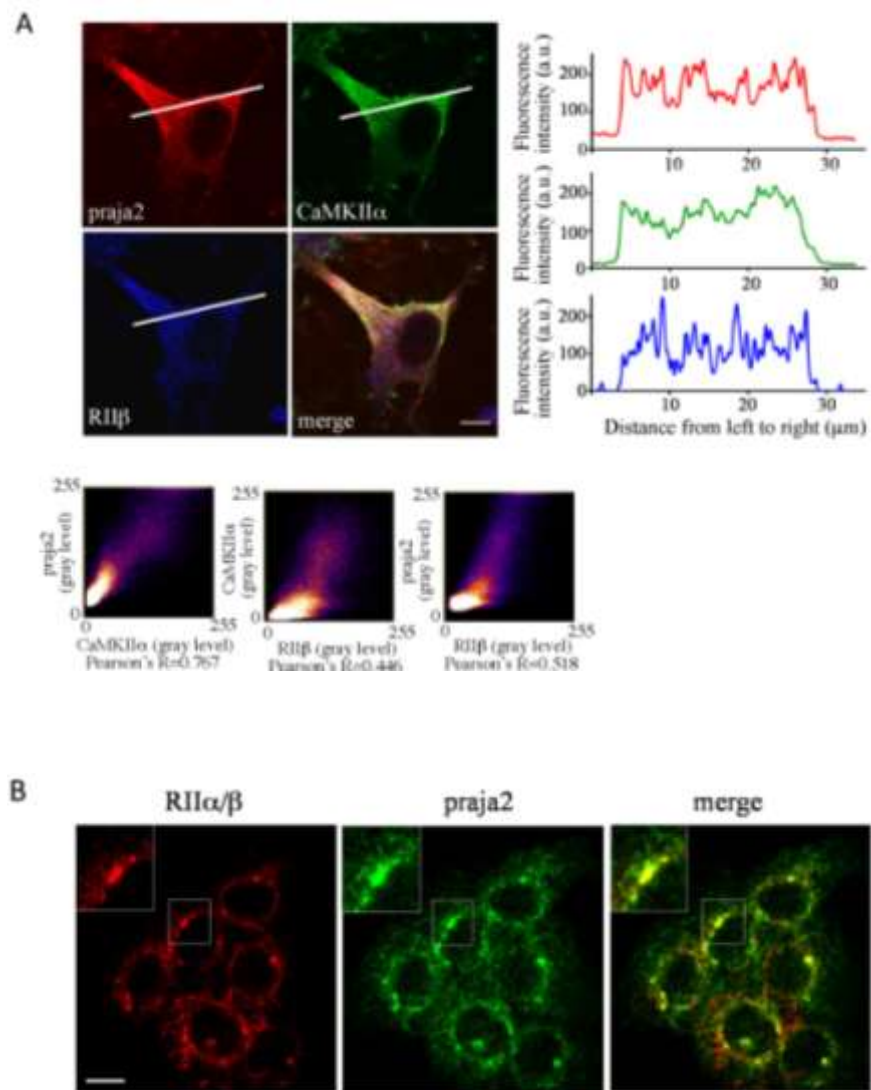 A
praja2
CaMKIIα
RIIβ
merge
Fluorescence
intensity (a.u.)
200
100
0
10
20
30
Fluorescence
intensity (a.u.)
200
100
0
10
20
30
Fluorescence
intensity (a.u.)
200
100
0
10
20
30
Distance from left to right (μm)
255
praja2
(gray level)
0
0
255
CaMKIIα (gray level)
Pearson's R=0.767
255
CaMKIIα
(gray level)
0
0
255
RIIβ (gray level)
Pearson's R=0.446
255
praja2
(gray level)
0
0
255
RIIβ (gray level)
Pearson's R=0.518
B
RIIα/β
praja2
merge